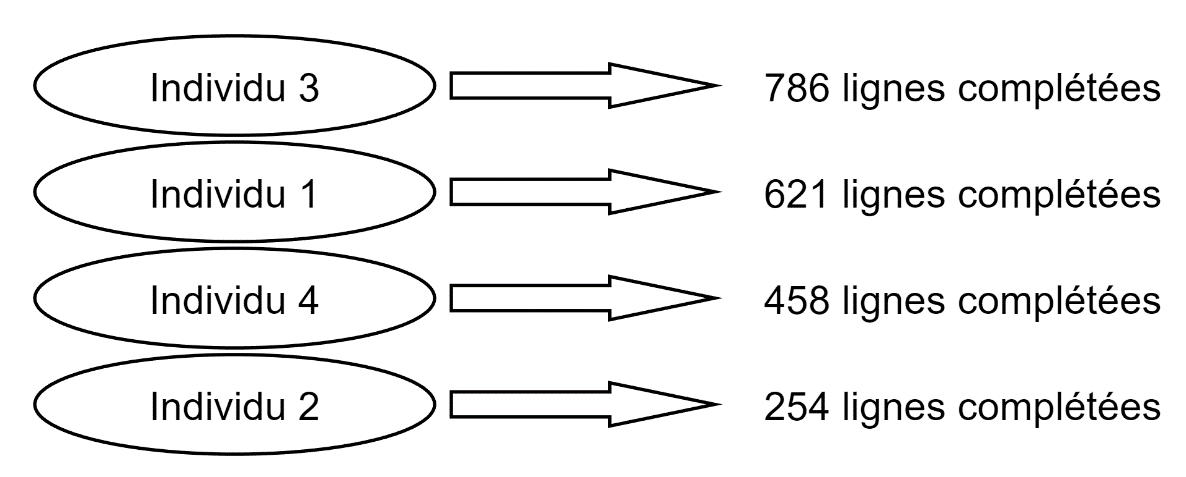 Individu 3 786 lignes complétées
Individu 1 621 lignes complétées
Individu 4 458 lignes complétées
Individu 2 254 lignes complétées